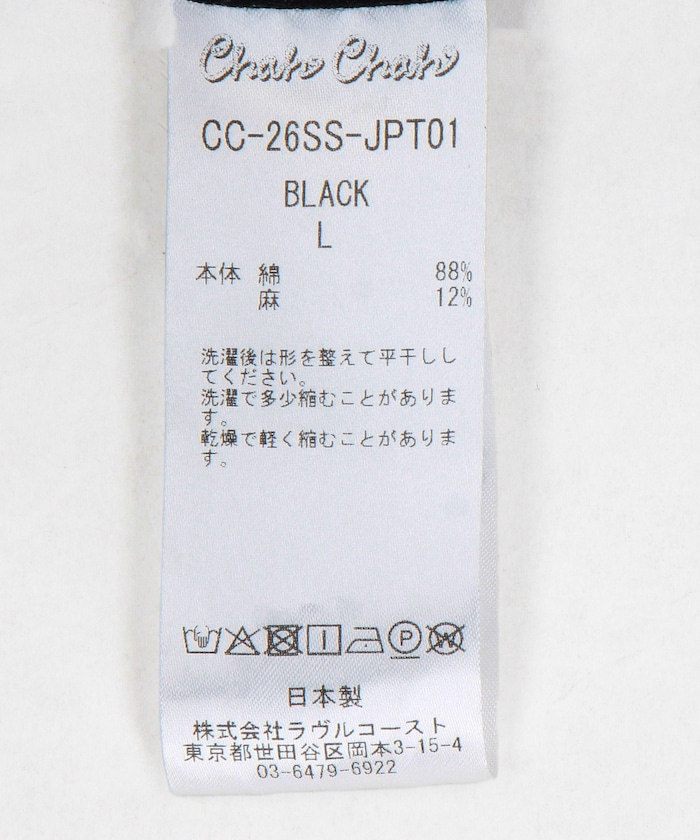 Chah Chah
CC-26SS-JPT01
BLACK
L
本体 綿 88%
麻 12%
洗濯後は形を整えて平干しし
てください。
洗濯で多少縮むことがありま
す。
乾燥で軽く縮むことがありま
す。
P W
日本製
株式会社ラヴルコースト
東京都世田谷区岡本3-15-4
03-6479-6922